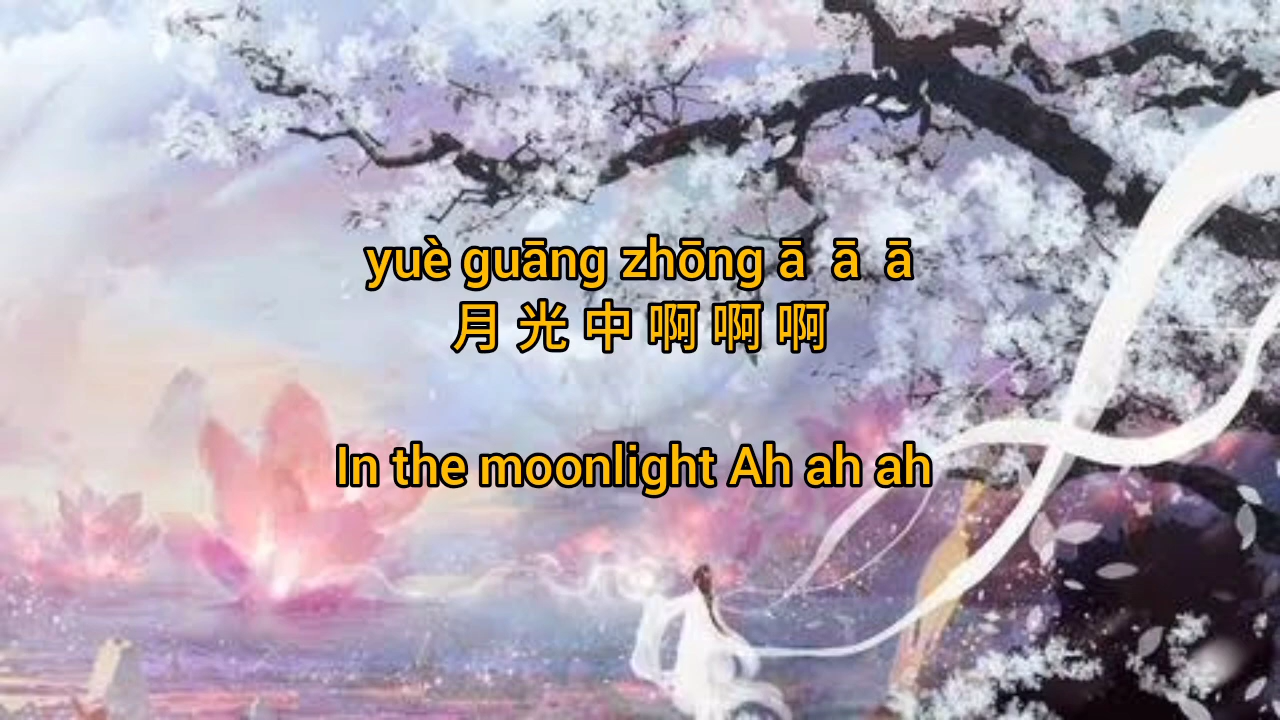 yuè guāng zhōng ā ā ā
月 光 中 啊 啊 啊
In the moonlight Ah ah ah